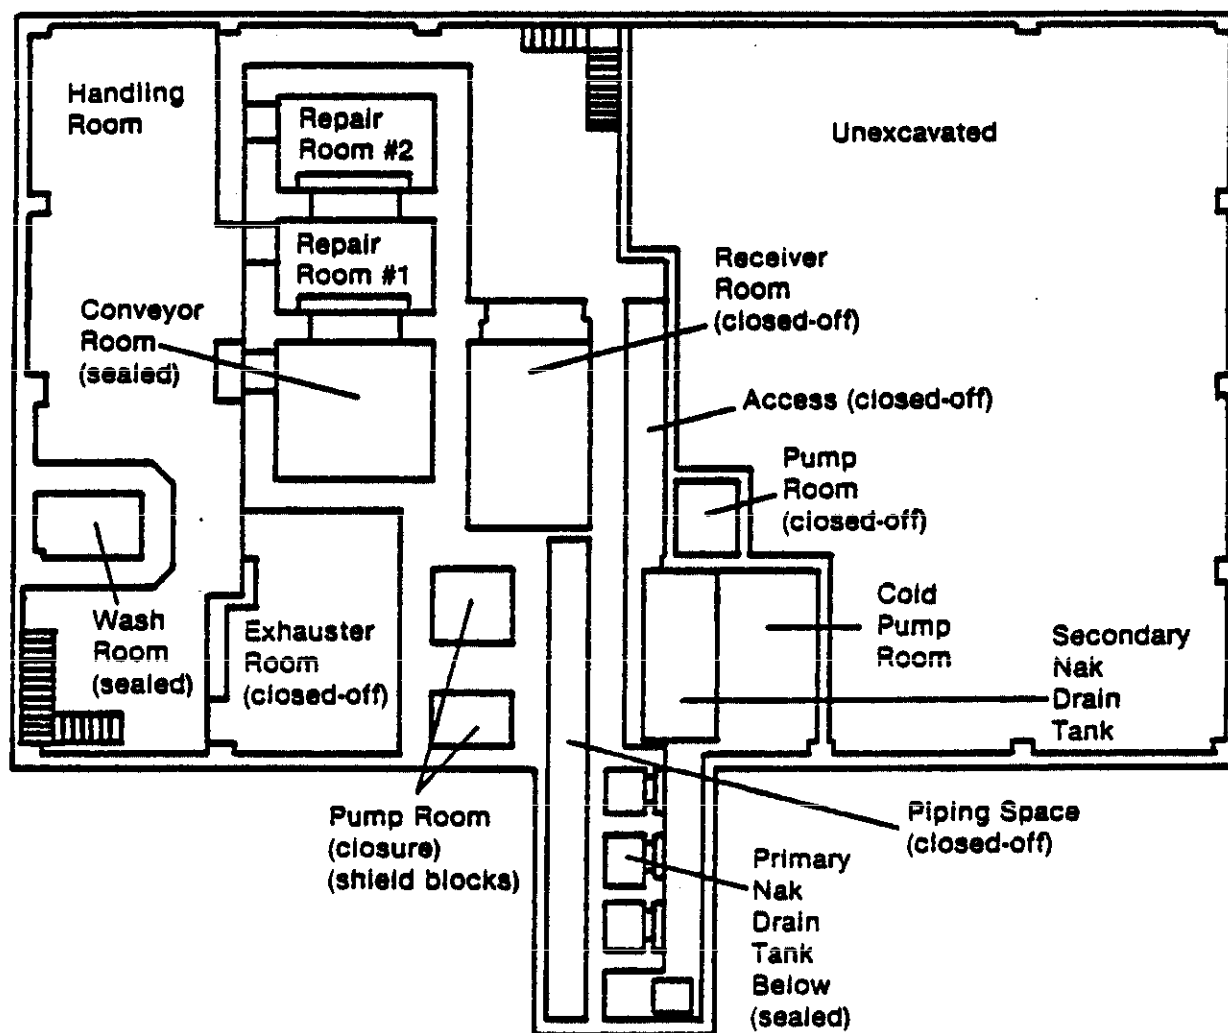 Handling
Room
Repair
Room #2
Unexcavated
Repair
Room #1
Receiver
Room
(closed-off)
Conveyor
Room
(sealed)
Access (closed-off)
Pump
Room
(closed-off)
Wash
Room
(sealed)
Exhauster
Room
(closed-off)
Cold
Pump
Room
Secondary
Nak
Drain
Tank
Pump Room
(closure)
(shield blocks)
Piping Space
(closed-off)
Primary
Nak
Drain
Tank
Below
(sealed)